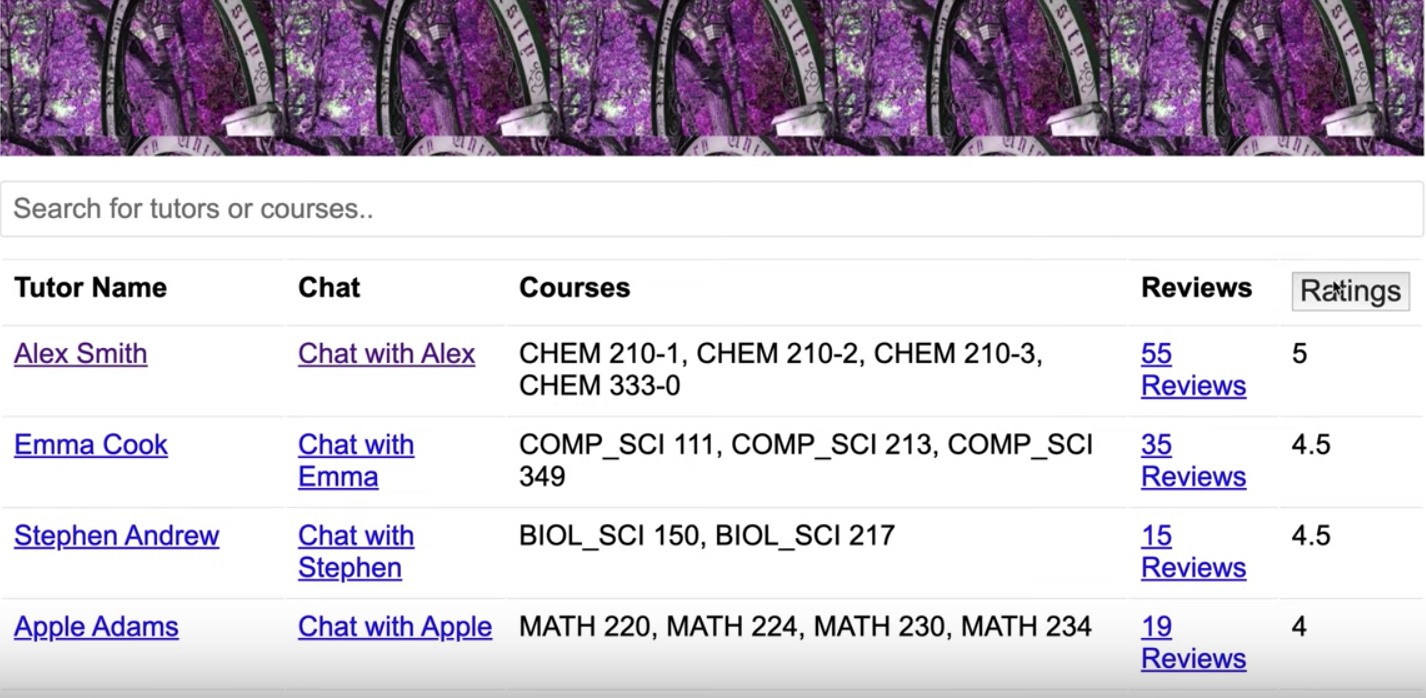 Search for tutors or courses..
Tutor Name Chat Courses Reviews Ratings
Alex Smith Chat with Alex CHEM 210-1, CHEM 210-2, CHEM 210-3, 55 5
CHEM 333-0 Reviews
Emma Cook Chat with COMP_SCI 111, COMP_SCI 213, COMP_SCI 35 4.5
Emma 349 Reviews
Stephen Andrew Chat with BIOL_SCI 150, BIOL_SCI 217 15 4.5
Stephen Reviews
Apple Adams Chat with Apple MATH 220, MATH 224, MATH 230, MATH 234 19 4
Reviews